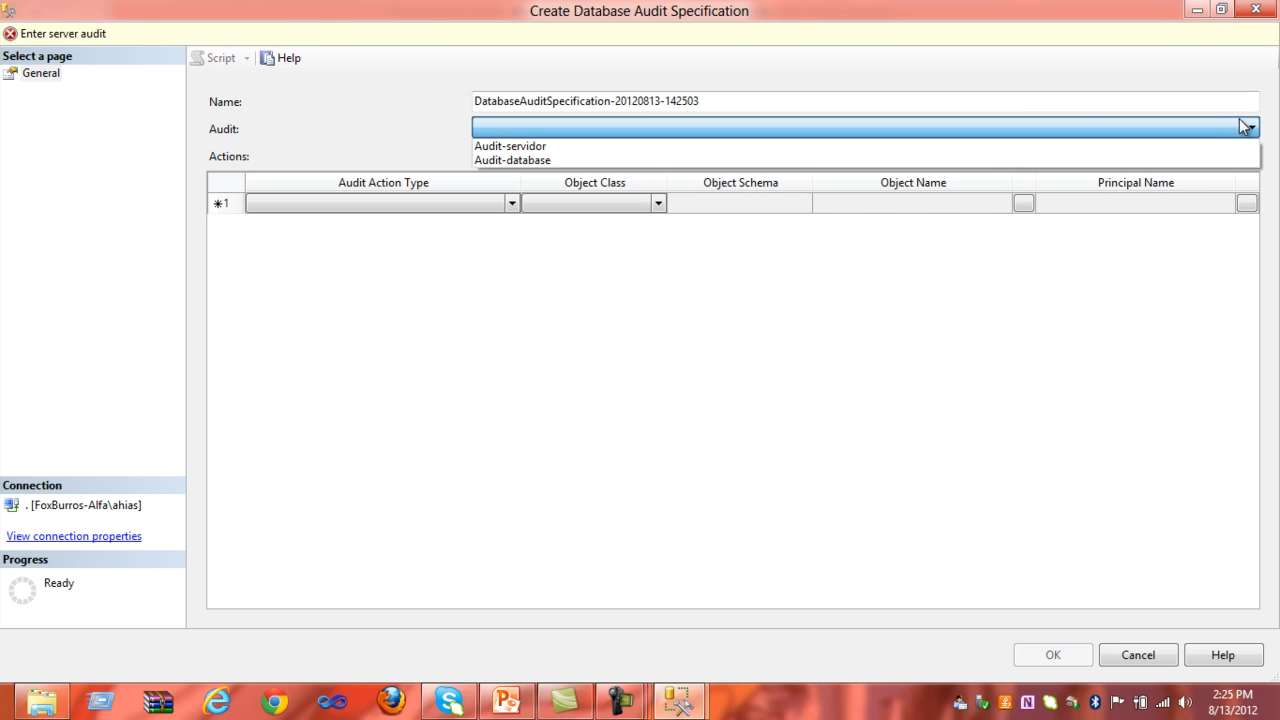 Create Database Audit Specification
Enter server audit
Select a page
General
Script
Help
Name:
DatabaseAuditSpecification-20120813-142503
Audit:
Audit-servidor
Audit-database
Actions:
Audit Action Type Object Class Object Schema Object Name Principal Name
*1
Connection
. [FoxBurros-Alfa\ahias]
View connection properties
Progress
Ready
OK Cancel Help
2:25 PM
8/13/2012